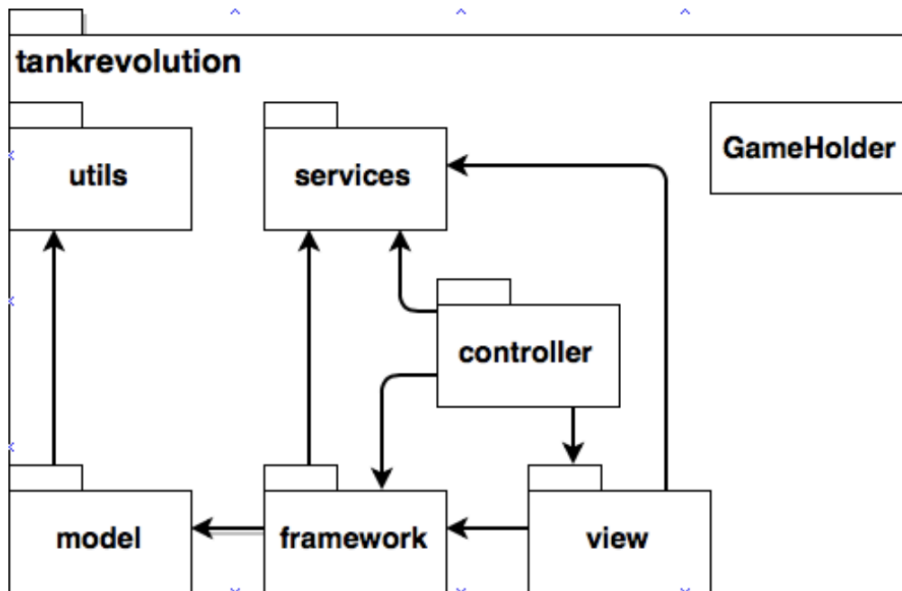 tankrevolution
utils
services
GameHolder
controller
model
framework
view